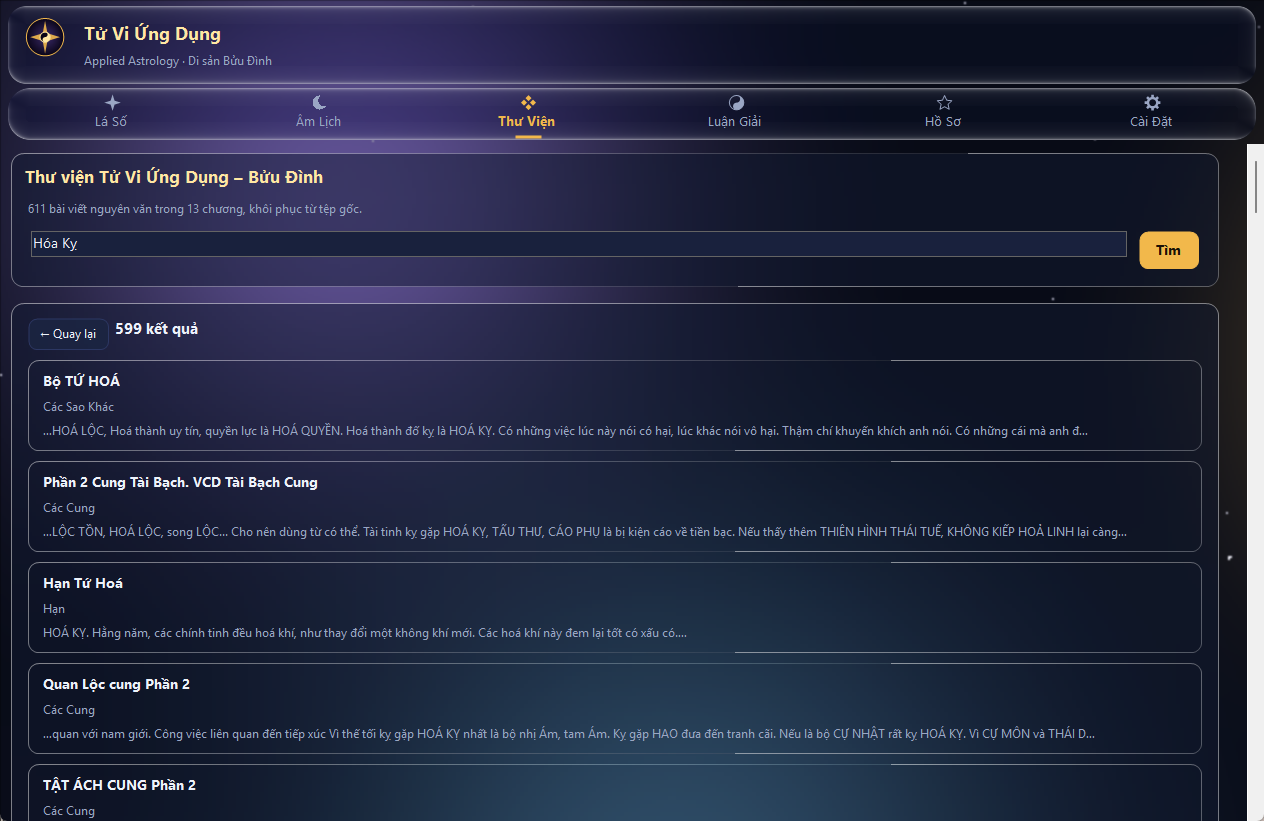 Tử Vi Ứng Dụng
Applied Astrology · Di sản Bửu Đình
Lá Số
Âm Lịch
Thư Viện
Luận Giải
Hồ Sơ
Cài Đặt
Thư viện Tử Vi Ứng Dụng – Bửu Đình
611 bài viết nguyên văn trong 13 chương, khôi phục từ tệp gốc.
Hóa Kỵ
Tìm
← Quay lại
599 kết quả
Bộ TỨ HOÁ
Các Sao Khác
...HOÁ LỘC, Hoá thành uy tín, quyền lực là HOÁ QUYỀN. Hoá thành đố kỵ là HOÁ KỴ. Có những việc lúc này nói có hại, lúc khác nói vô hại. Thậm chí khuyến khích anh nói. Có những cái mà anh đ...
Phần 2 Cung Tài Bạch. VCD Tài Bạch Cung
Các Cung
...LỘC TỒN, HOÁ LỘC, song LỘC... Cho nên dùng từ có thể. Tài tinh kỵ gặp HOÁ KỴ, TẤU THƯ, CÁO PHỤ là bị kiện cáo về tiền bạc. Nếu thấy thêm THIÊN HÌNH THÁI TUẾ, KHÔNG KIẾP HOẢ LINH lại càng...
Hạn Tứ Hoá
Hạn
HOÁ KỴ. Hằng năm, các chính tinh đều hoá khí, như thay đổi một không khí mới. Các hoá khí này đem lại tốt có xấu có....
Quan Lộc cung Phần 2
Các Cung
...quan với nam giới. Công việc liên quan đến tiếp xúc Vì thế tối kỵ gặp HOÁ KỴ nhất là bộ nhị Ám, tam Ám. Kỵ gặp HAO đưa đến tranh cãi. Nếu là bộ CỰ NHẬT rất kỵ HOÁ KỴ. Vì CỰ MÔN và THÁI D...
TẬT ÁCH CUNG Phần 2
Các Cung